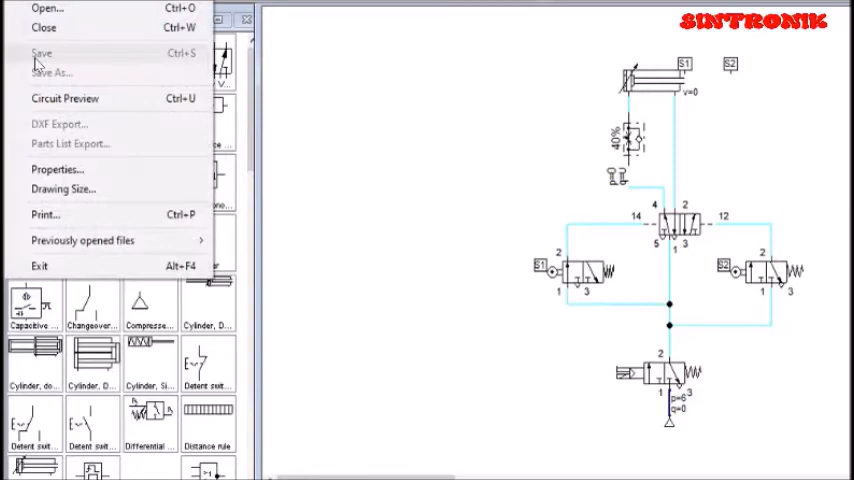 Open... Ctrl+O
Close Ctrl+W
Save Ctrl+S
Save As...
Circuit Preview Ctrl+U
DXF Export...
Parts List Export...
Properties...
Drawing Size...
Print... Ctrl+P
Previously opened files
Exit Alt+F4
Capacitive Changeover... Compresse... Cylinder, D...
Cylinder, do... Cylinder, D... Cylinder, Si... Detent swit...
Detent swit... Detent swit... Differential ... Distance rule
SINTRONIK
S1 S2
v=0
40%
4 2
14 12
5 1 3
2 2
S1 S2
1 3 1 3
2
1 3
p=6
q=0